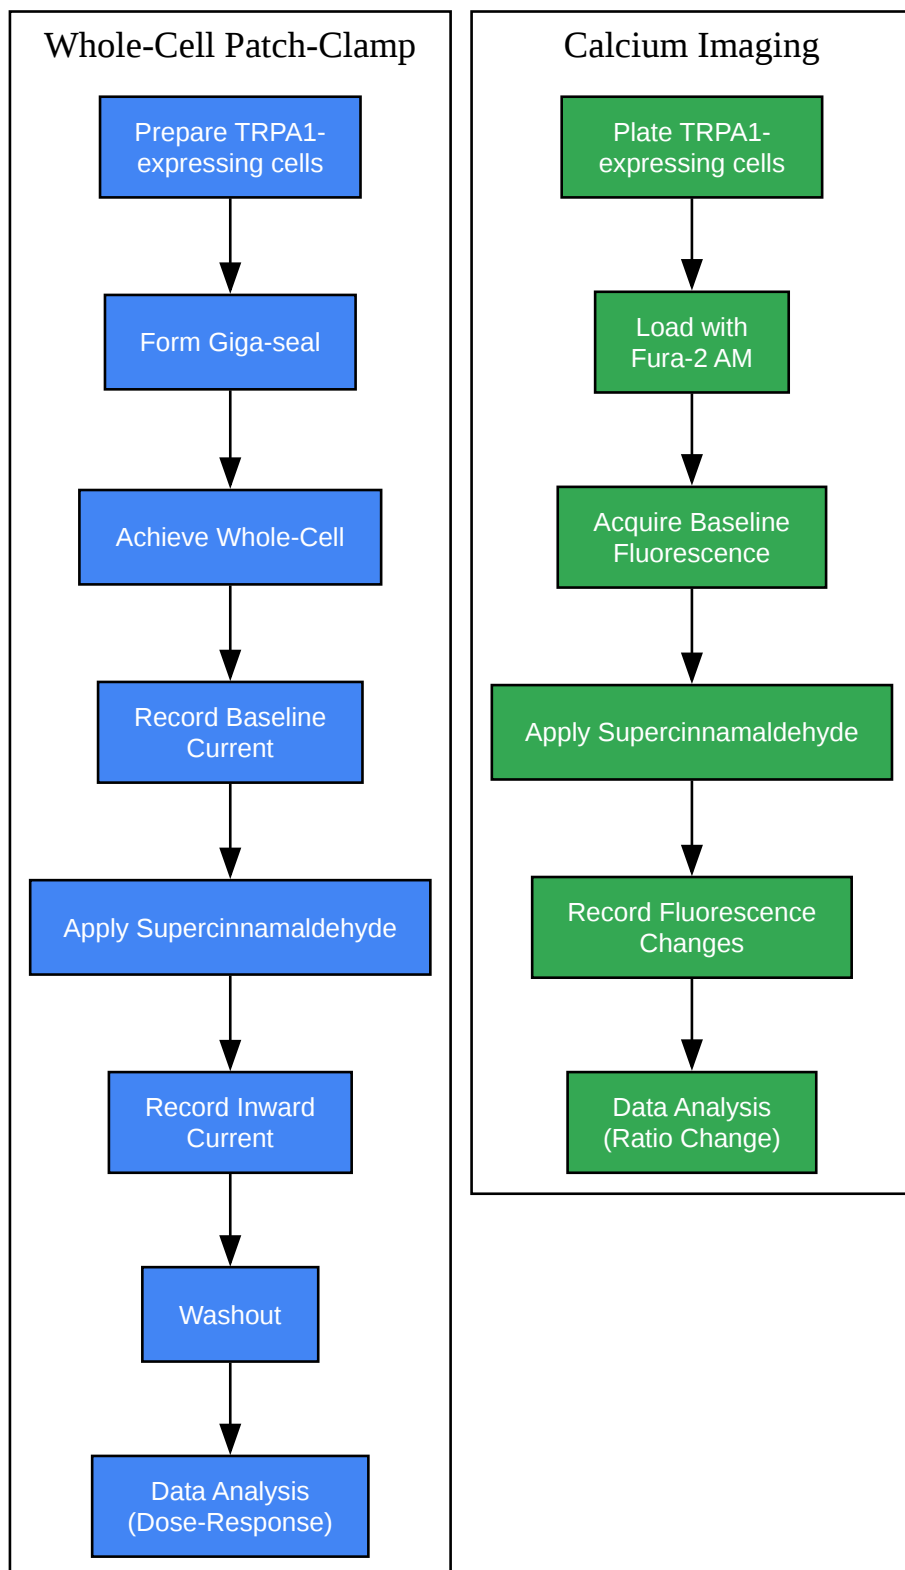 Whole-Cell Patch-Clamp
Prepare TRPA1-
expressing cells
Form Giga-seal
Achieve Whole-Cell
Record Baseline
Current
Apply Supercinnamaldehyde
Record Inward
Current
Washout
Data Analysis
(Dose-Response)
Calcium Imaging
Plate TRPA1-
expressing cells
Load with
Fura-2 AM
Acquire Baseline
Fluorescence
Apply Supercinnamaldehyde
Record Fluorescence
Changes
Data Analysis
(Ratio Change)